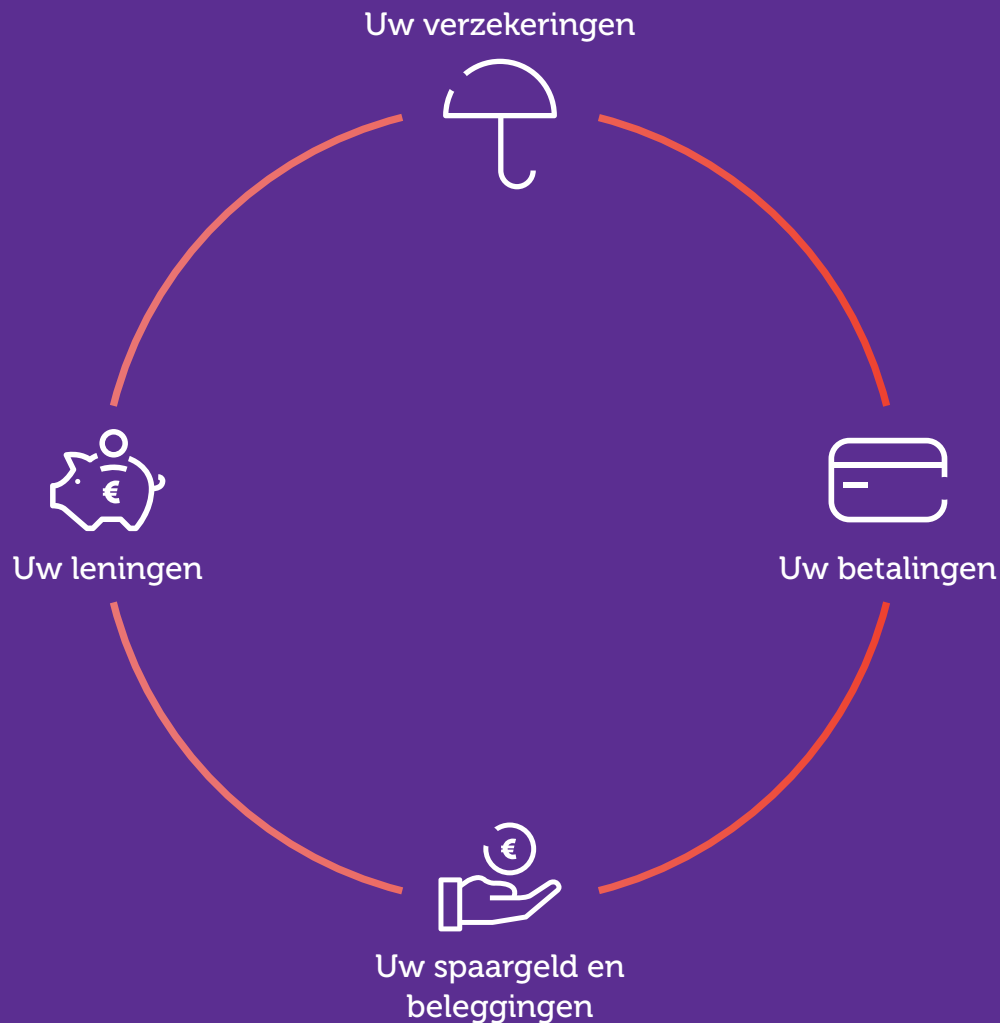 Uw verzekeringen
€
Uw leningen
Uw betalingen
€
Uw spaargeld en
beleggingen